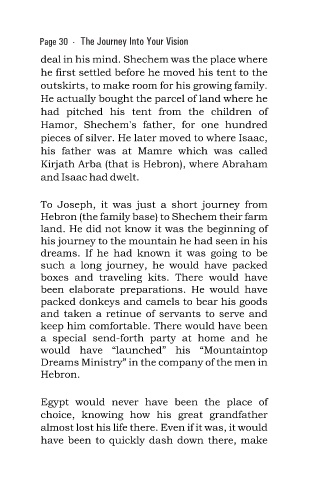 Page 30 · The Journey Into Your Vision
deal in his mind. Shechem was the place where
he first settled before he moved his tent to the
outskirts, to make room for his growing family.
He actually bought the parcel of land where he
had pitched his tent from the children of
Hamor, Shechem's father, for one hundred
pieces of silver. He later moved to where Isaac,
his father was at Mamre which was called
Kirjath Arba (that is Hebron), where Abraham
and Isaac had dwelt.
To Joseph, it was just a short journey from
Hebron (the family base) to Shechem their farm
land. He did not know it was the beginning of
his journey to the mountain he had seen in his
dreams. If he had known it was going to be
such a long journey, he would have packed
boxes and traveling kits. There would have
been elaborate preparations. He would have
packed donkeys and camels to bear his goods
and taken a retinue of servants to serve and
keep him comfortable. There would have been
a special send-forth party at home and he
would have “launched” his “Mountaintop
Dreams Ministry” in the company of the men in
Hebron.
Egypt would never have been the place of
choice, knowing how his great grandfather
almost lost his life there. Even if it was, it would
have been to quickly dash down there, make